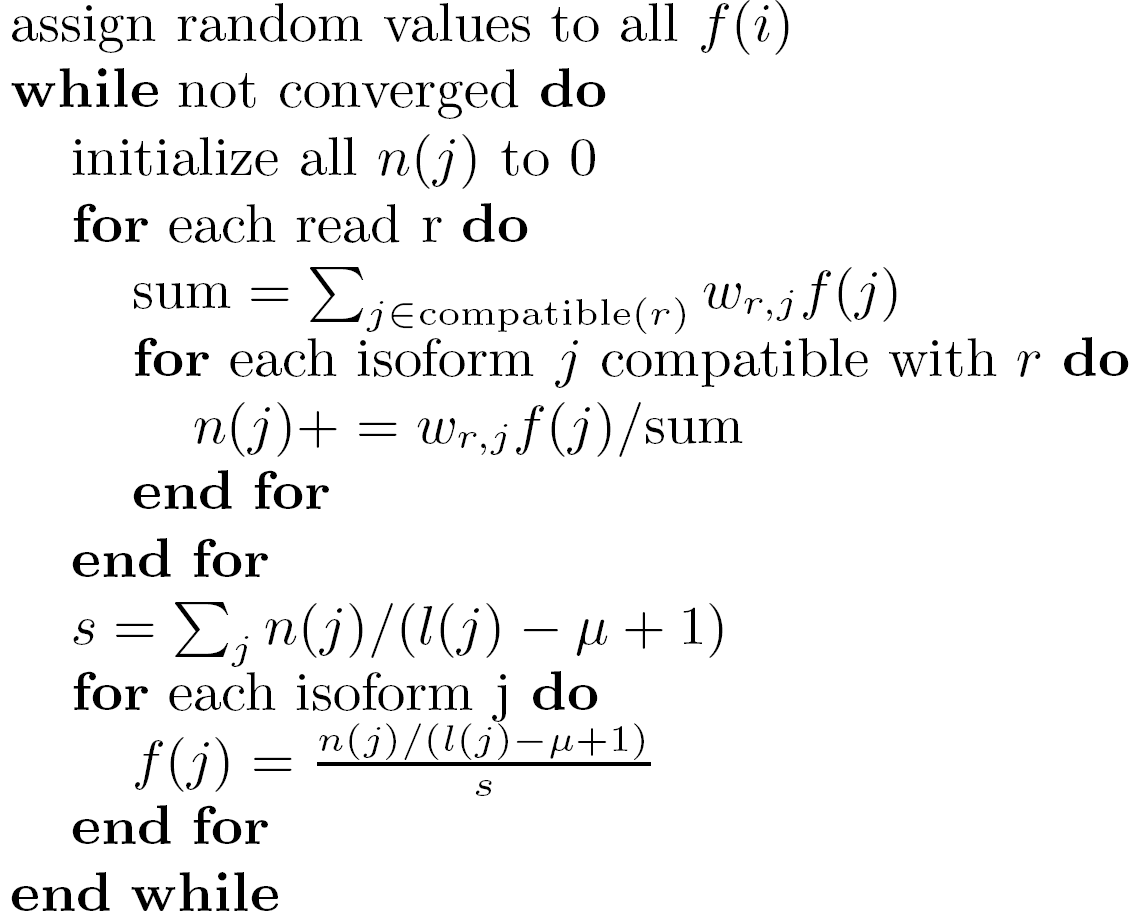 assign random values to all f(i)
while not converged do
initialize all n(j) to 0
for each read r do
sum = ∑_{j∈compatible(r)} w_{r,j} f(j)
for each isoform j compatible with r do
n(j)+ = w_{r,j} f(j)/sum
end for
end for
s = ∑_j n(j)/(l(j) − μ + 1)
for each isoform j do
f(j) = \frac{n(j)/(l(j)−μ+1)}{s}
end for
end while